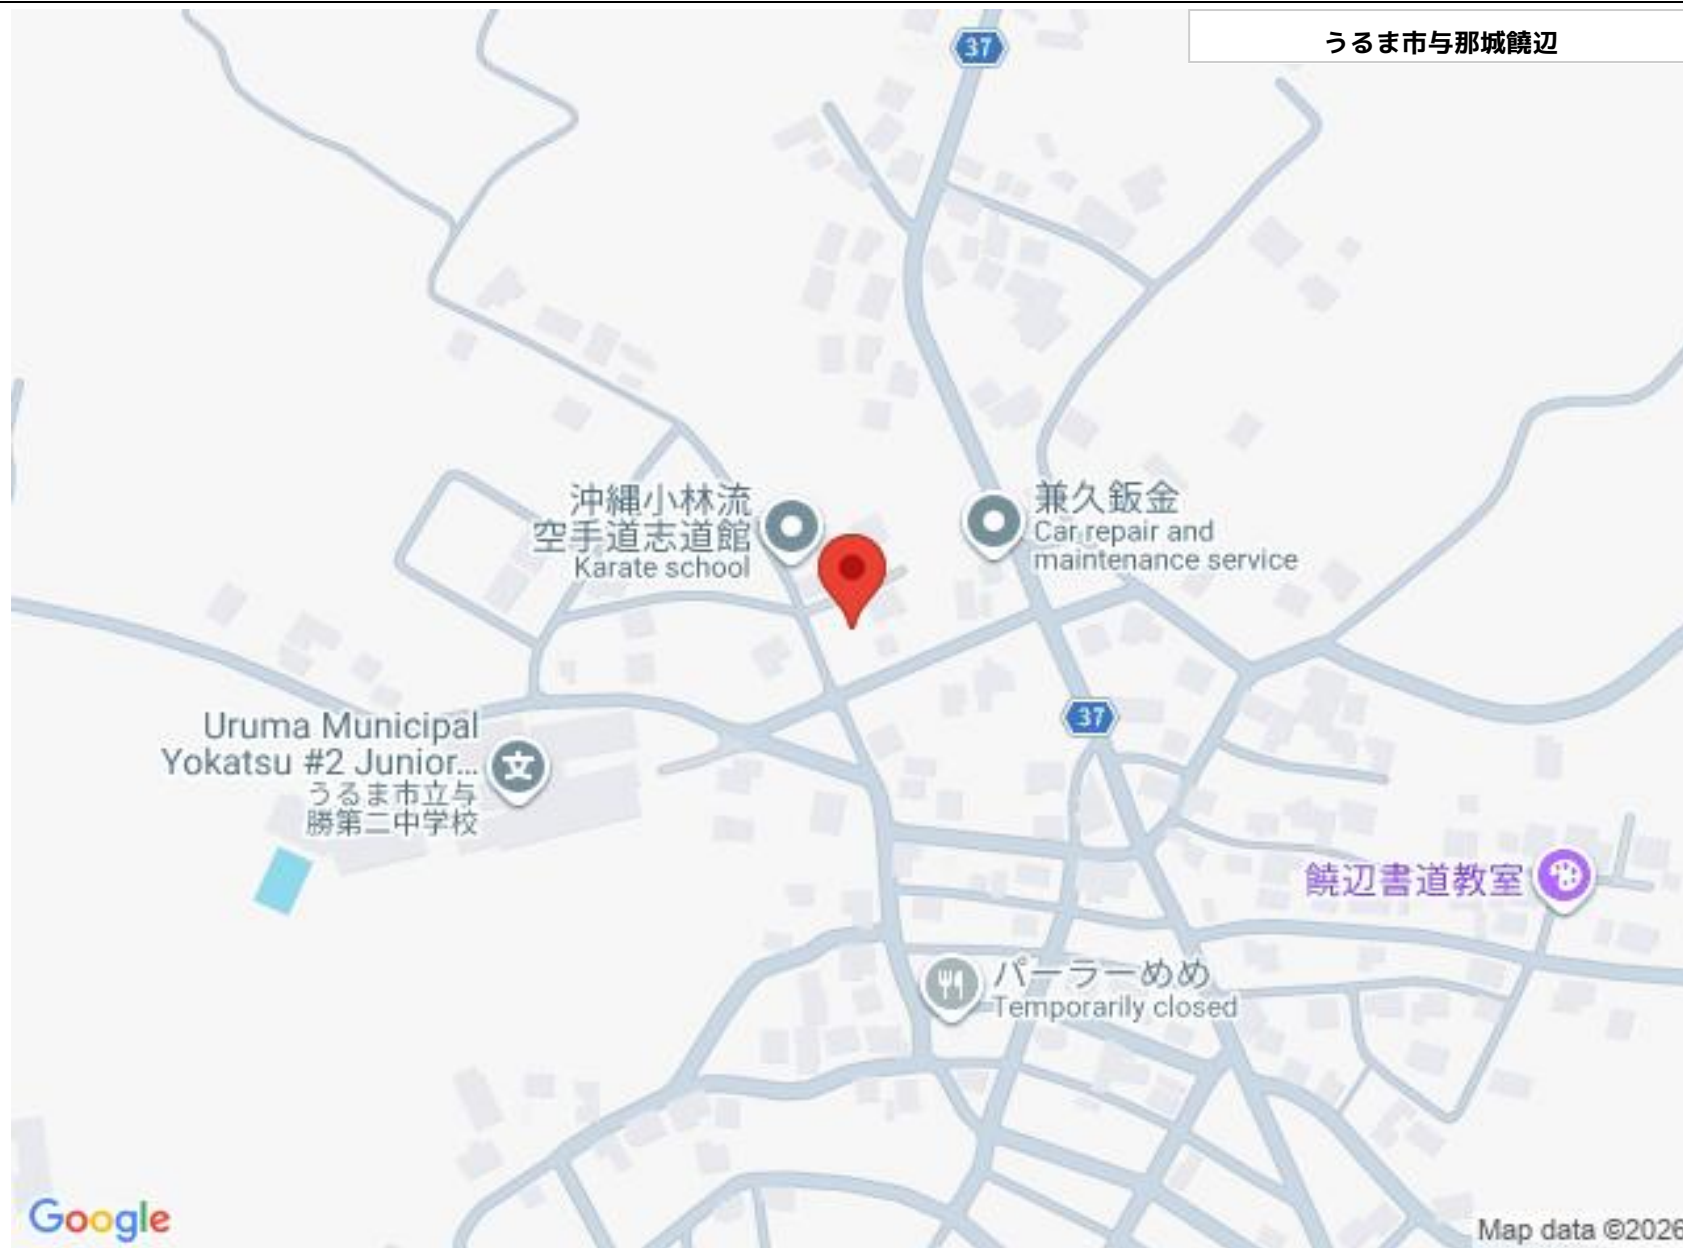 うるま市与那城饒辺
37
沖縄小林流
空手道志道館
Karate school
兼久鈑金
Car repair and
maintenance service
Uruma Municipal
Yokatsu #2 Junior...
うるま市立与
勝第二中学校
文
37
饒辺書道教室
パーラーめめ
Temporarily closed
Google
Map data ©2026